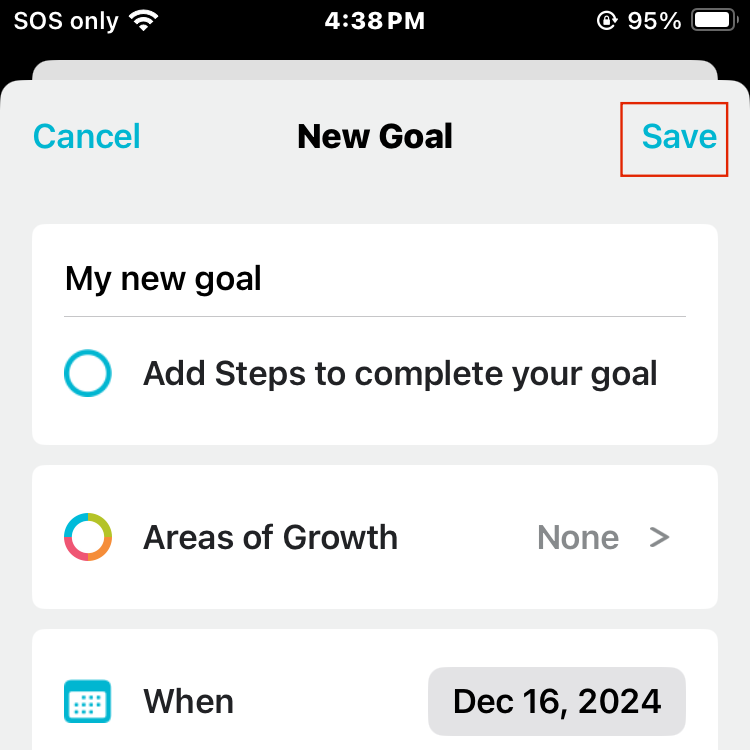 SOS only 4:38 PM 95%
Cancel New Goal Save
My new goal
Add Steps to complete your goal
Areas of Growth None >
When Dec 16, 2024